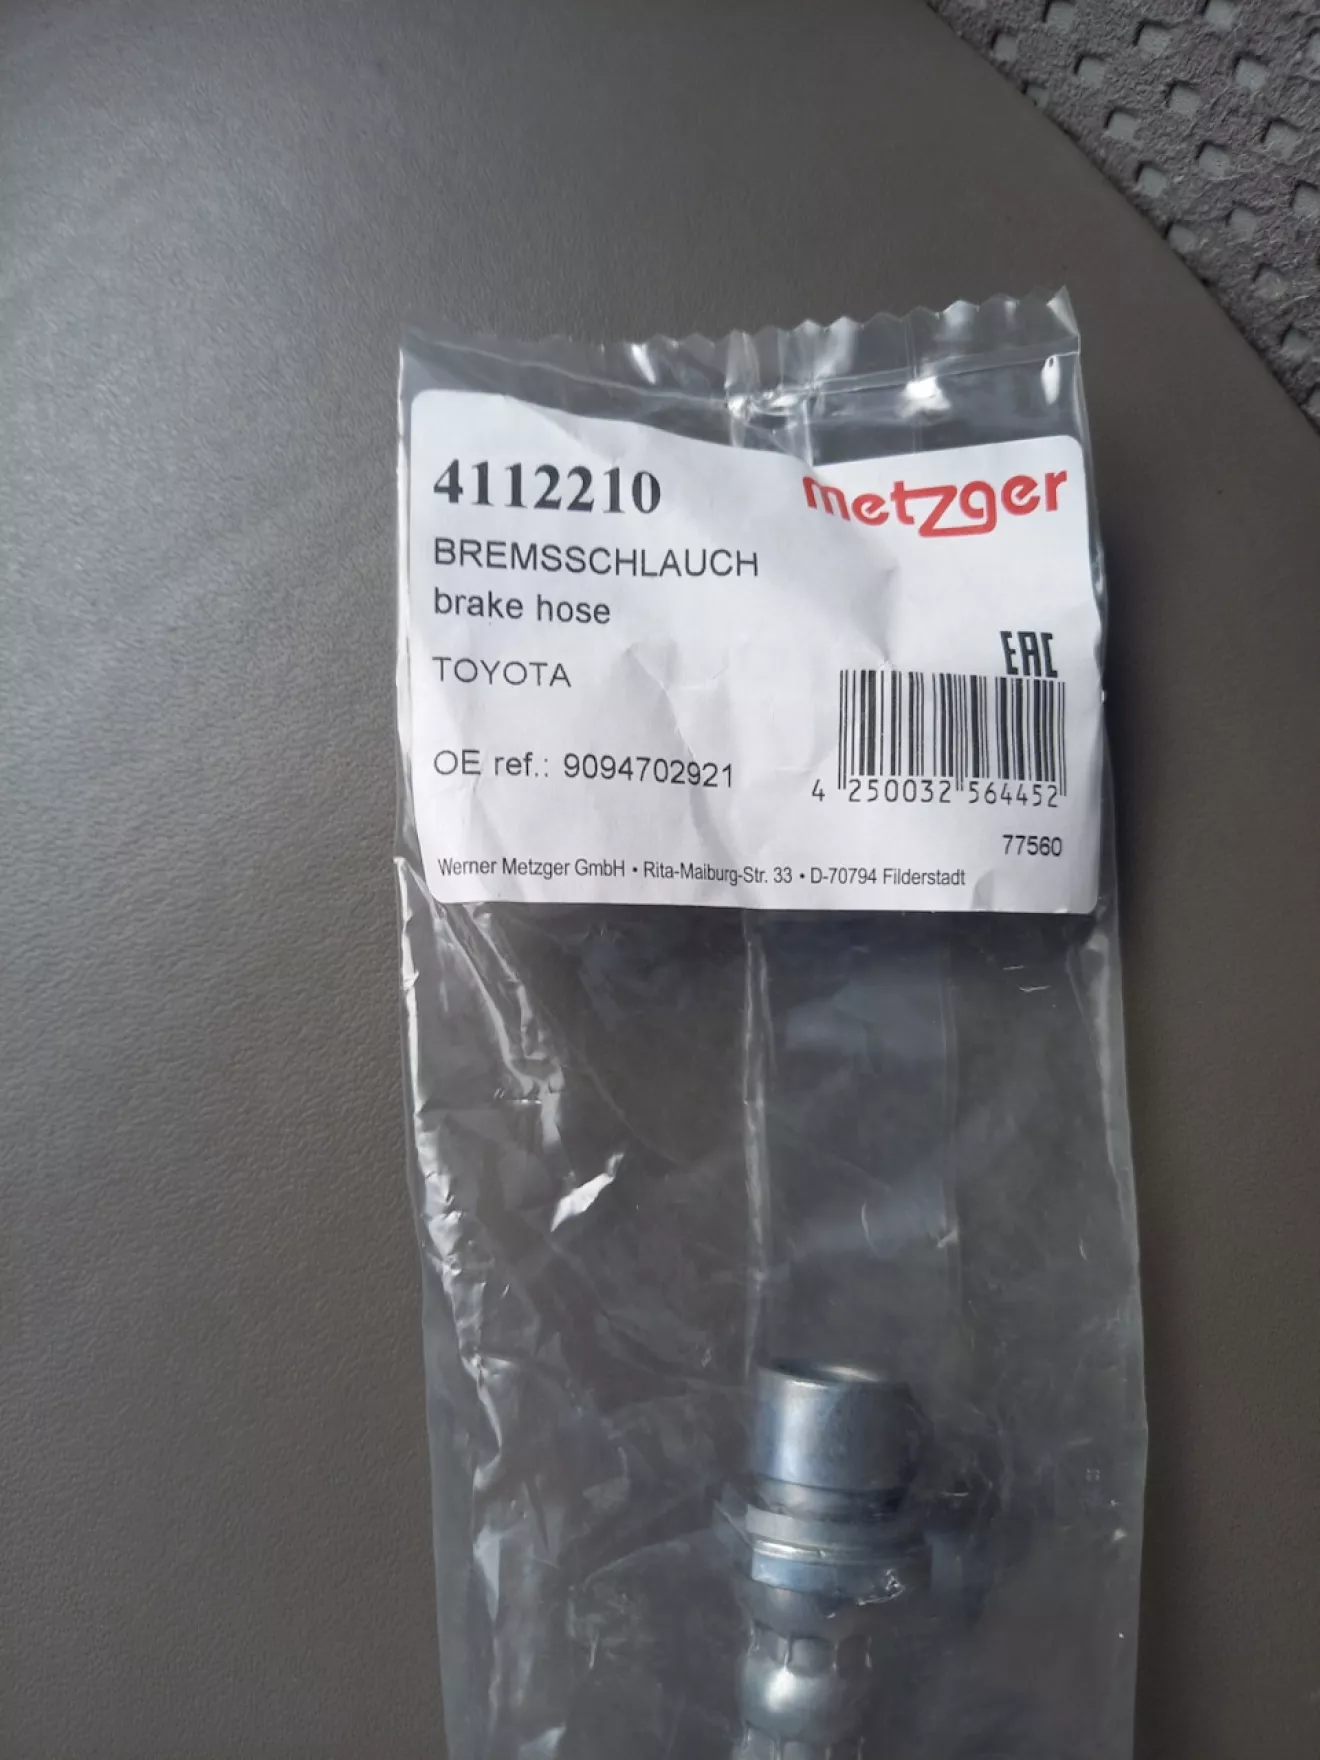 4112210
metzger
BREMSSCHLAUCH
brake hose
EAC
TOYOTA
OE ref.: 9094702921
4 250032 564452
77560
Werner Metzger GmbH • Rita-Maiburg-Str. 33 • D-70794 Filderstadt